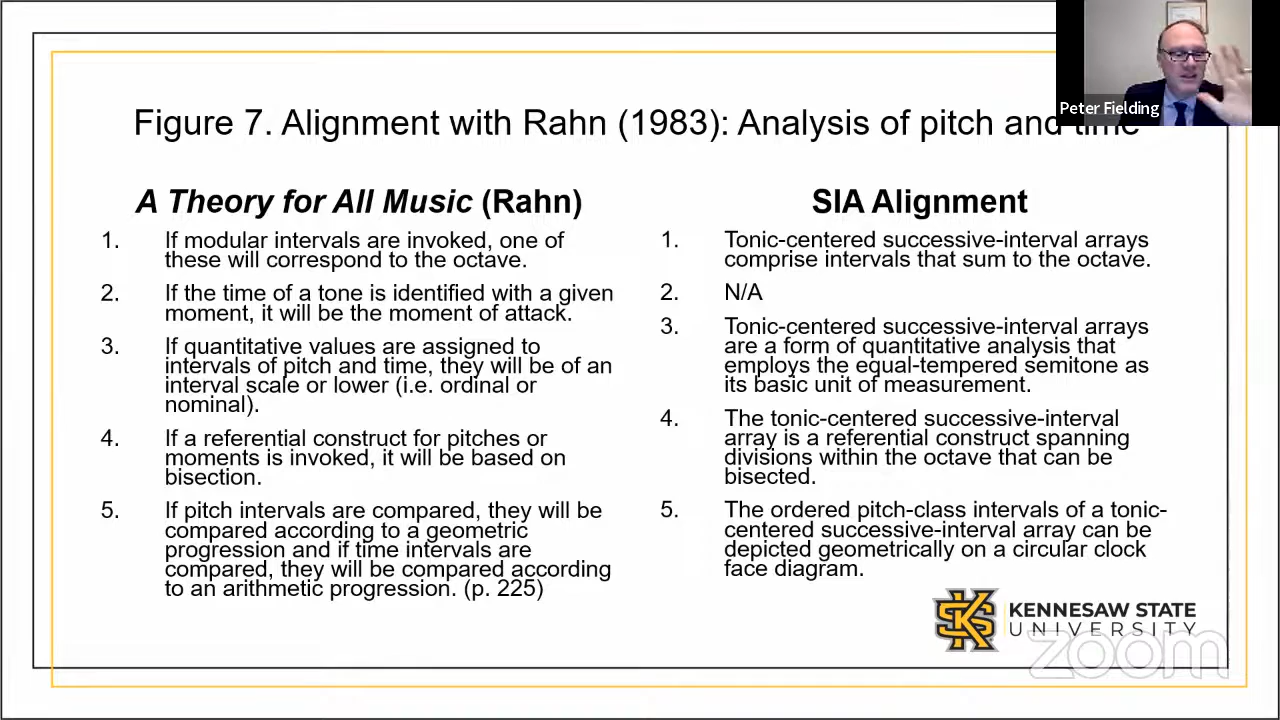 Peter Fielding
Figure 7. Alignment with Rahn (1983): Analysis of pitch and time
A Theory for All Music (Rahn)
1. If modular intervals are invoked, one of
these will correspond to the octave.
2. If the time of a tone is identified with a given
moment, it will be the moment of attack.
3. If quantitative values are assigned to
intervals of pitch and time, they will be of an
interval scale or lower (i.e. ordinal or
nominal).
4. If a referential construct for pitches or
moments is invoked, it will be based on
bisection.
5. If pitch intervals are compared, they will be
compared according to a geometric
progression and if time intervals are
compared, they will be compared according
to an arithmetic progression. (p. 225)
SIA Alignment
1. Tonic-centered successive-interval arrays
comprise intervals that sum to the octave.
2. N/A
3. Tonic-centered successive-interval arrays
are a form of quantitative analysis that
employs the equal-tempered semitone as
its basic unit of measurement.
4. The tonic-centered successive-interval
array is a referential construct spanning
divisions within the octave that can be
bisected.
5. The ordered pitch-class intervals of a tonic-
centered successive-interval array can be
depicted geometrically on a circular clock
face diagram.
KS
KENNESAW STATE
UNIVERSITY
zoom